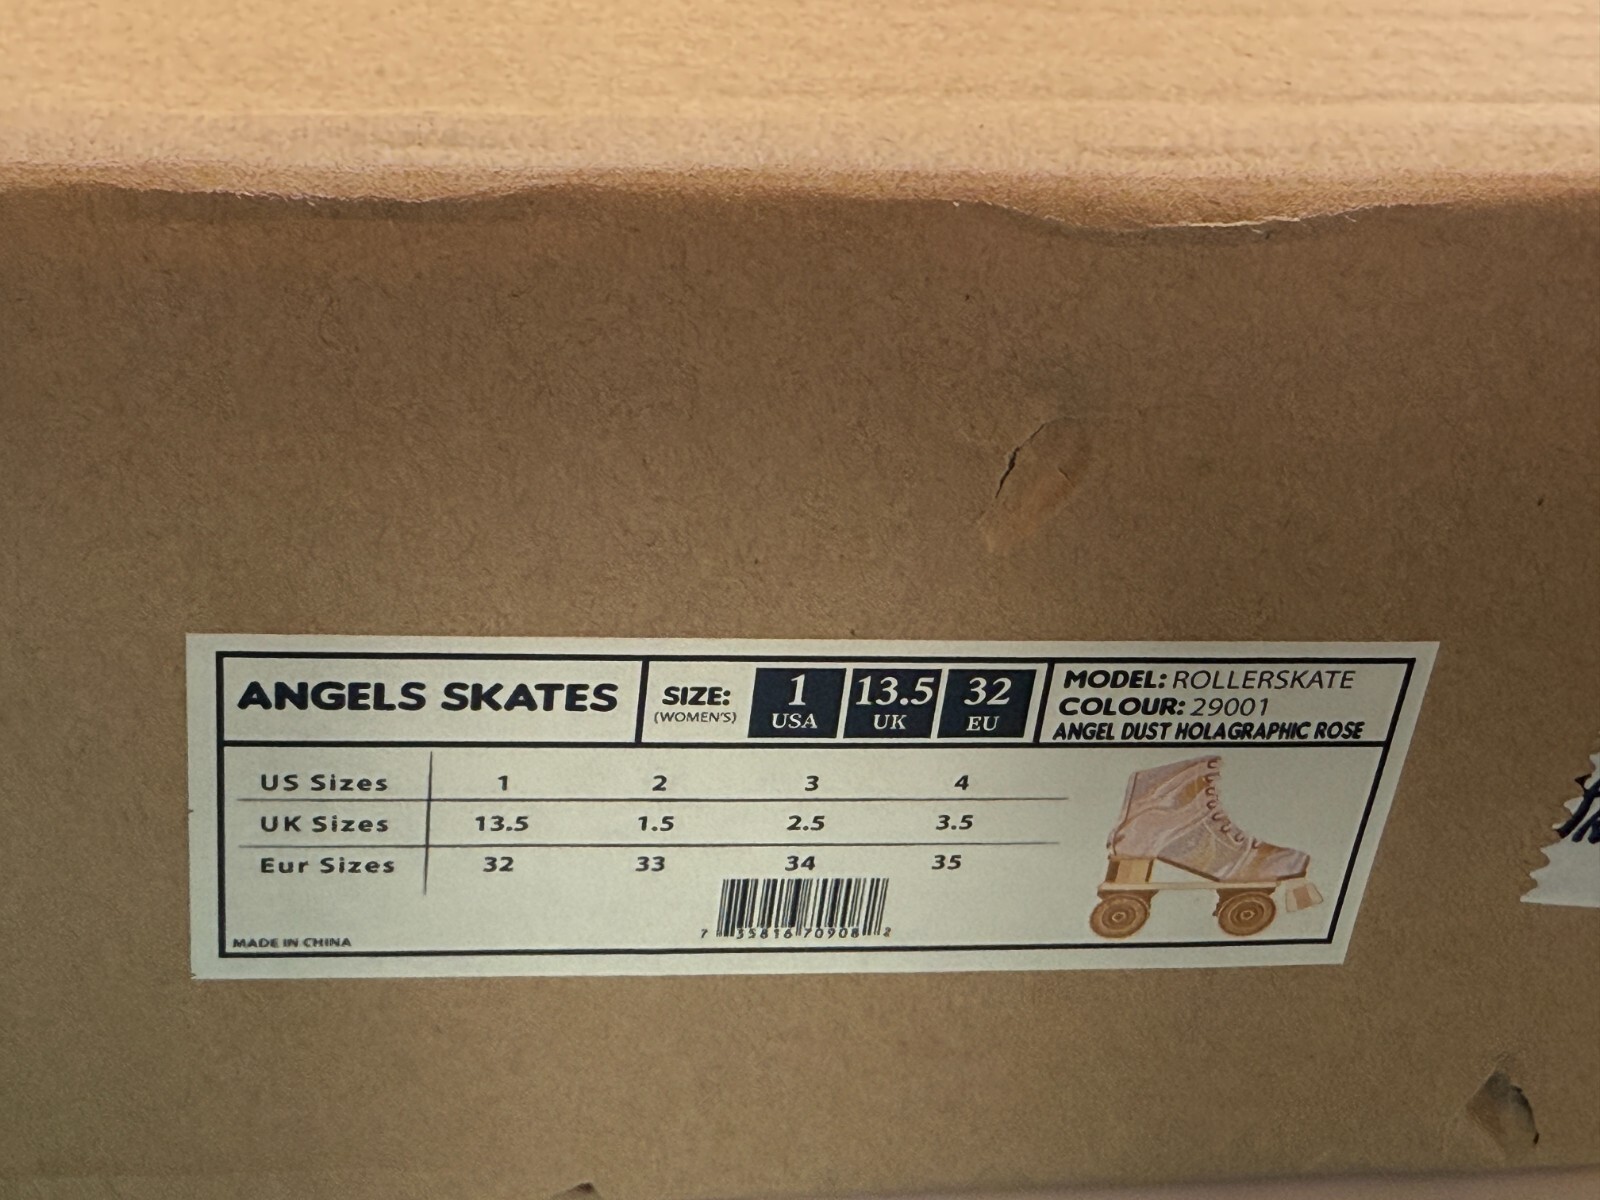 ANGELS SKATES
SIZE:
(WOMEN'S)
1
USA
13.5
UK
32
EU
MODEL: ROLLERSKATE
COLOUR: 29001
ANGEL DUST HOLAGRAPHIC ROSE
US Sizes 1 2 3 4
UK Sizes 13.5 1.5 2.5 3.5
Eur Sizes 32 33 34 35
MADE IN CHINA
7 35816 70908 2